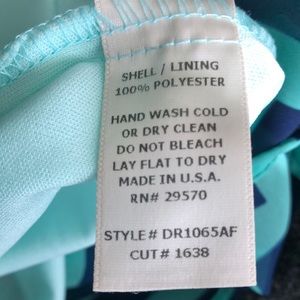 SHELL / LINING
100% POLYESTER
HAND WASH COLD
OR DRY CLEAN
DO NOT BLEACH
LAY FLAT TO DRY
MADE IN U.S.A.
RN# 29570
STYLE# DR1065AF
CUT# 1638